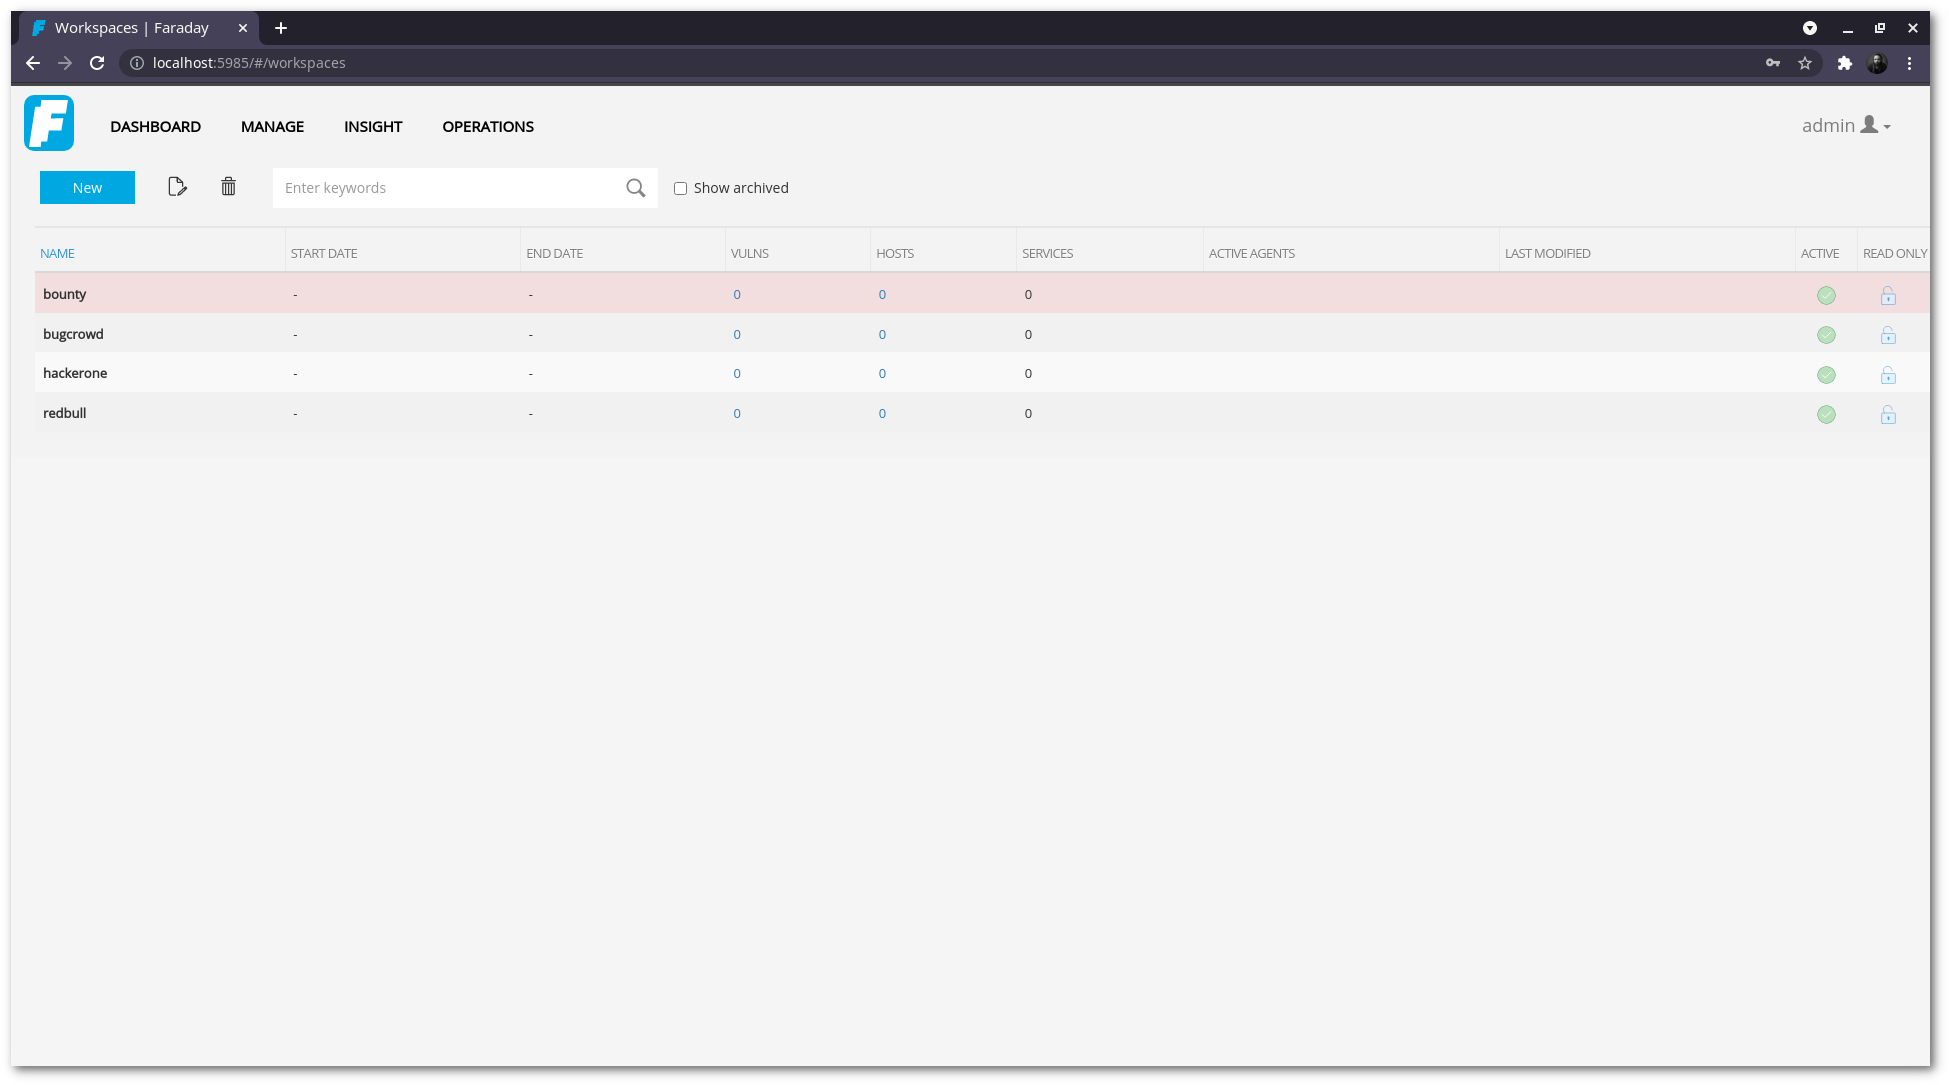 Workspaces | Faraday
localhost:5985/#/workspaces
DASHBOARD MANAGE INSIGHT OPERATIONS admin
New Enter keywords Show archived
NAME START DATE END DATE VULNS HOSTS SERVICES ACTIVE AGENTS LAST MODIFIED ACTIVE READ ONLY
bounty - - 0 0 0
bugcrowd - - 0 0 0
hackerone - - 0 0 0
redbull - - 0 0 0